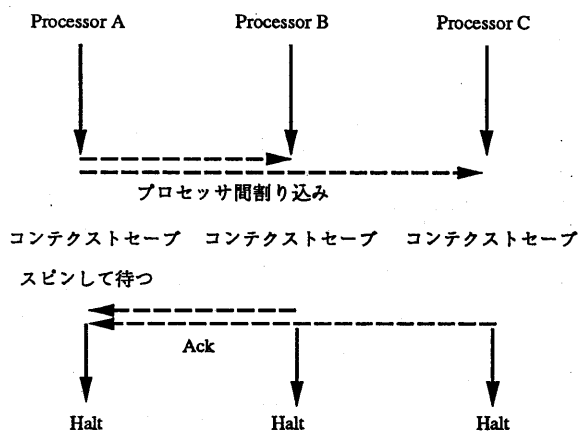 Processor A
Processor B
Processor C
プロセッサ間割り込み
コンテクストセーブ
コンテクストセーブ
コンテクストセーブ
スピンして待つ
Ack
Halt
Halt
Halt